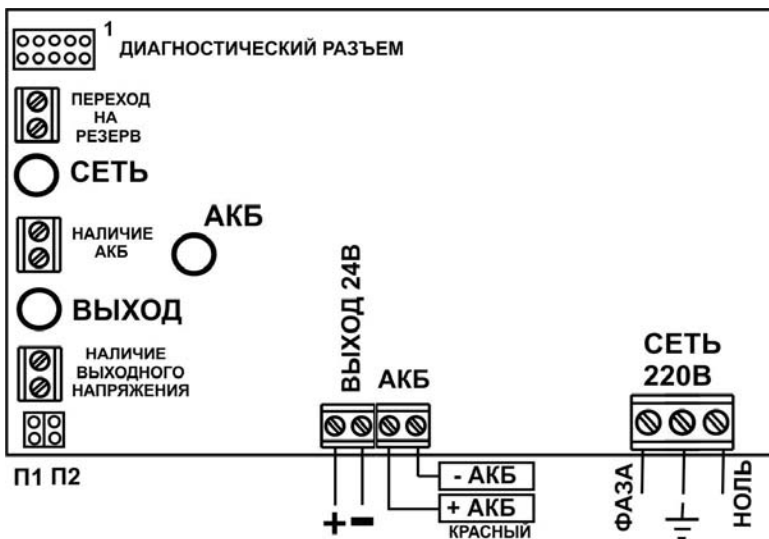 1
ДИАГНОСТИЧЕСКИЙ РАЗЪЕМ
ПЕРЕХОД
НА
РЕЗЕРВ
СЕТЬ
АКБ
НАЛИЧИЕ
АКБ
ВЫХОД
НАЛИЧИЕ
ВЫХОДНОГО
НАПРЯЖЕНИЯ
П1 П2
ВЫХОД 24В
АКБ
СЕТЬ
220В
- АКБ
+ АКБ
КРАСНЫЙ
+ -
ФАЗА
НОЛЬ